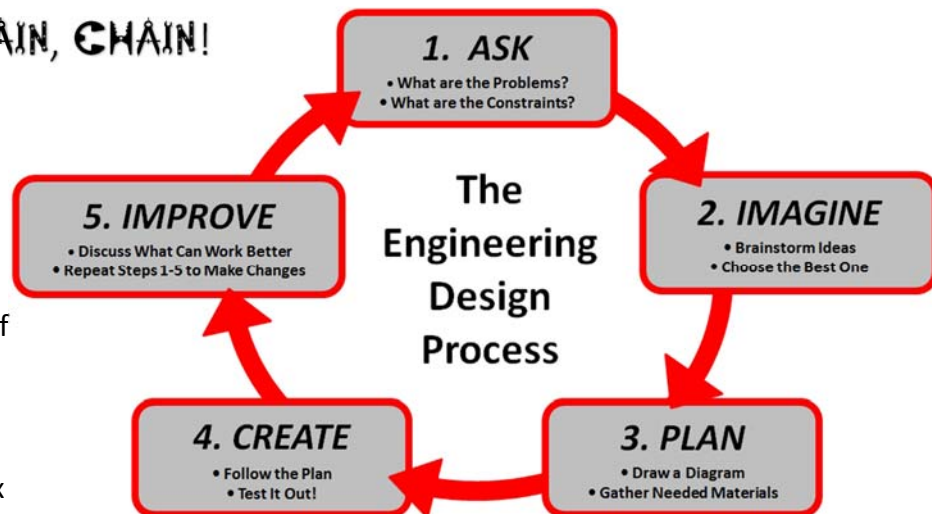 CHAIN!
1. ASK
• What are the Problems?
• What are the Constraints?
2. IMAGINE
• Brainstorm Ideas
• Choose the Best One
3. PLAN
• Draw a Diagram
• Gather Needed Materials
4. CREATE
• Follow the Plan
• Test It Out!
5. IMPROVE
• Discuss What Can Work Better
• Repeat Steps 1-5 to Make Changes
The
Engineering
Design
Process